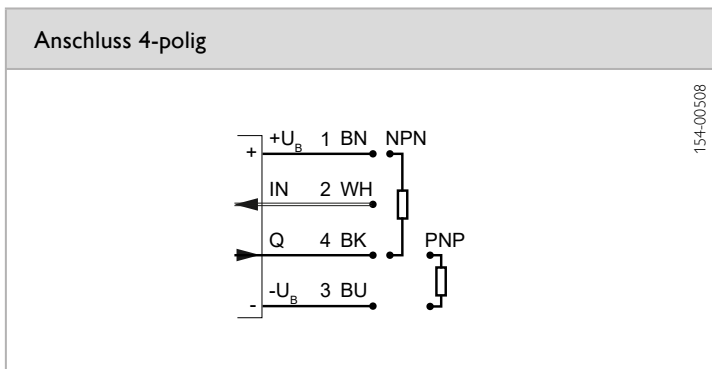 Anschluss 4-polig
154-00508
+U_B 1 BN NPN
+
IN 2 WH
Q 4 BK PNP
-U_B 3 BU
-